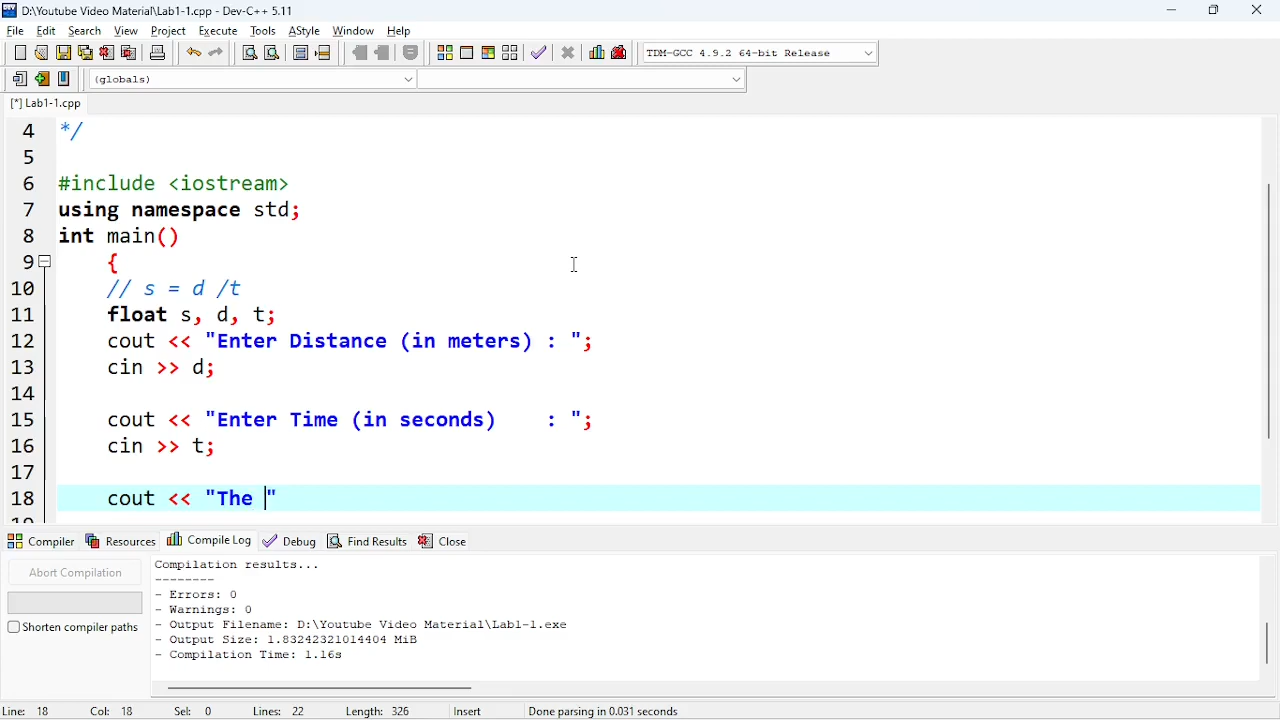 D:\Youtube Video Material\Lab1-1.cpp - Dev-C++ 5.11
File Edit Search View Project Execute Tools AStyle Window Help
TDM-GCC 4.9.2 64-bit Release
(globals)
[*] Lab1-1.cpp
4 */
5
6 #include <iostream>
7 using namespace std;
8 int main()
9 {
10 // s = d /t
11 float s, d, t;
12 cout << "Enter Distance (in meters) : ";
13 cin >> d;
14
15 cout << "Enter Time (in seconds)    : ";
16 cin >> t;
17
18 cout << "The "
19
Compiler Resources Compile Log Debug Find Results Close
Abort Compilation
Shorten compiler paths
Compilation results...
--------
- Errors: 0
- Warnings: 0
- Output Filename: D:\Youtube Video Material\Lab1-1.exe
- Output Size: 1.83242321014404 MiB
- Compilation Time: 1.16s
Line: 18 Col: 18 Sel: 0 Lines: 22 Length: 326 Insert Done parsing in 0.031 seconds